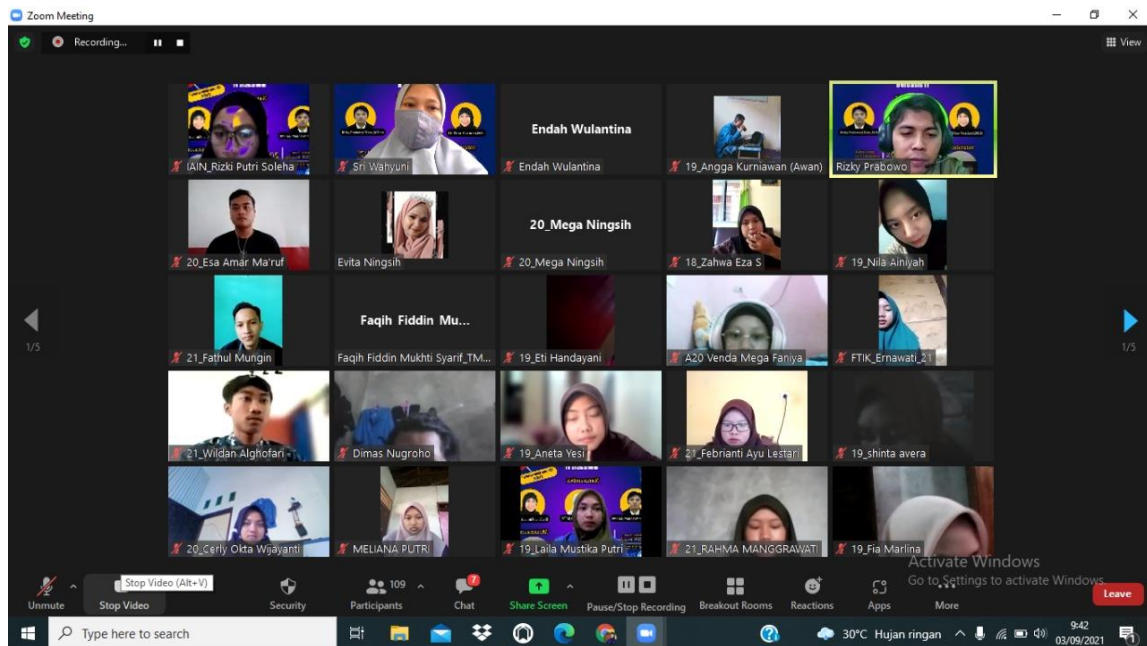 Zoom Meeting
Recording...
View
IAIN_Rizki Putri Soleha
Sri Wahyuni
Endah Wulantina
Endah Wulantina
19_Angga Kurniawan (Awan)
Rizky Prabowo
20_Esa Amar Ma'ruf
Evita Ningsih
20_Mega Ningsih
20_Mega Ningsih
18_Zahwa Eza S
19_Nila Ainiyah
1/5
21_Fathul Mungin
Faqih Fiddin Mu...
Faqih Fiddin Mukhti Syarif_TM...
19_Eti Handayani
A20 Venda Mega Faniya
FTIK_Ernawati_21
1/5
21_Wildan Alghofari
Dimas Nugroho
19_Aneta Yesi
21_Febrianti Ayu Lestari
19_shinta avera
20_Cerly Okta Wijayanti
MELIANA PUTRI
19_Laila Mustika Putri
21_RAHMA MANGGRAWATI
19_Fia Marlina
Activate Windows
Go to Settings to activate Windows.
Stop Video (Alt+V)
Unmute
Stop Video
Security
Participants
109
Chat
7
Share Screen
Pause/Stop Recording
Breakout Rooms
Reactions
Apps
More
Leave
Type here to search
30°C Hujan ringan
9:42
03/09/2021
1